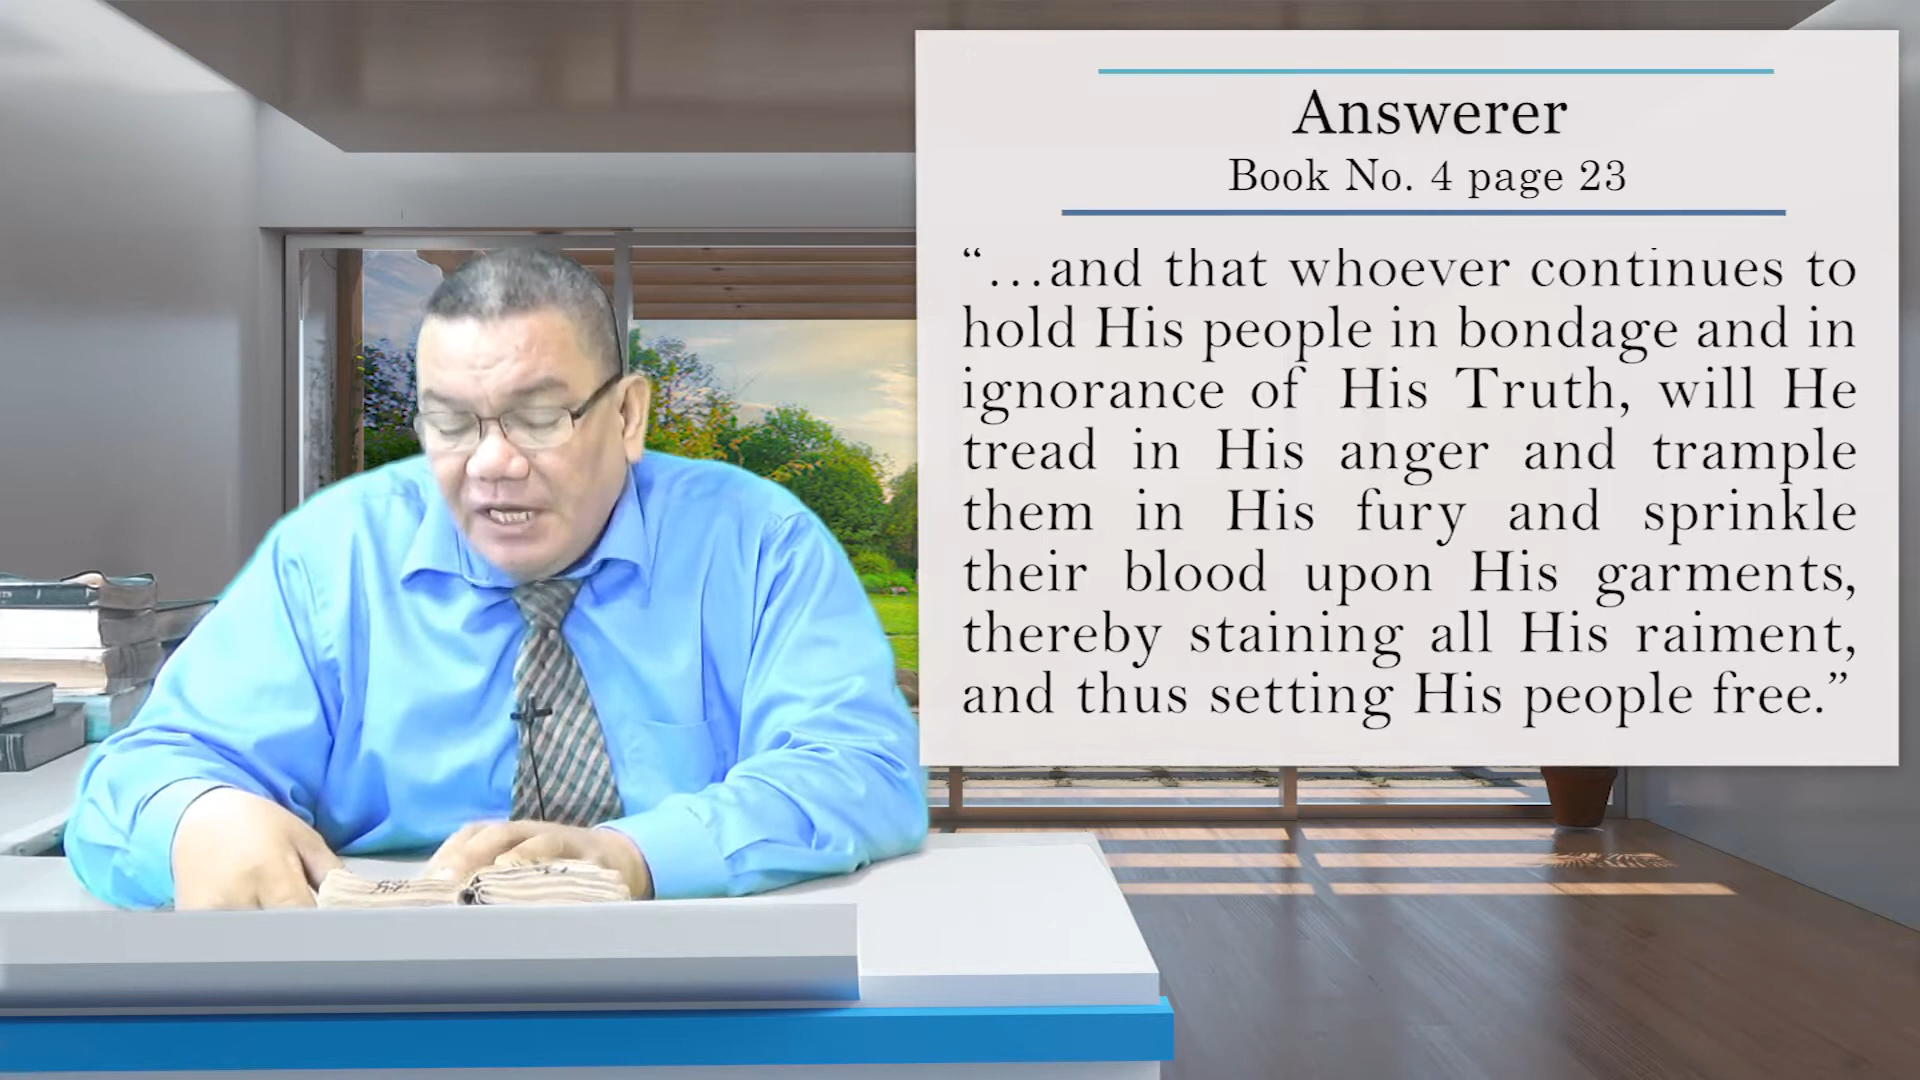 Answerer
Book No. 4 page 23
“…and that whoever continues to
hold His people in bondage and in
ignorance of His Truth, will He
tread in His anger and trample
them in His fury and sprinkle
their blood upon His garments,
thereby staining all His raiment,
and thus setting His people free.”